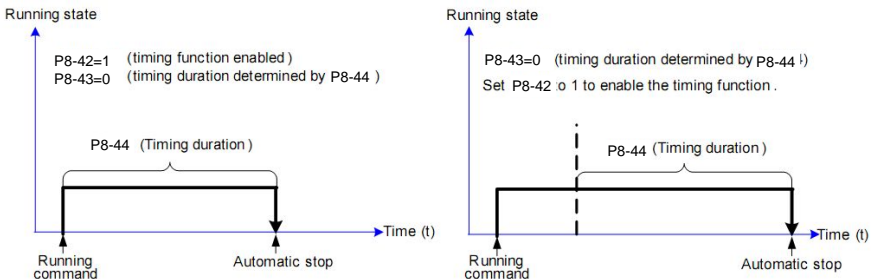 Running state
P8-42=1 (timing function enabled)
P8-43=0 (timing duration determined by P8-44 )
P8-44 (Timing duration)
Time (t)
Running
command
Automatic stop
Running state
P8-43=0 (timing duration determined by P8-44 )
Set P8-42 :o 1 to enable the timing function .
P8-44 (Timing duration)
Time (t)
Running
command
Automatic stop